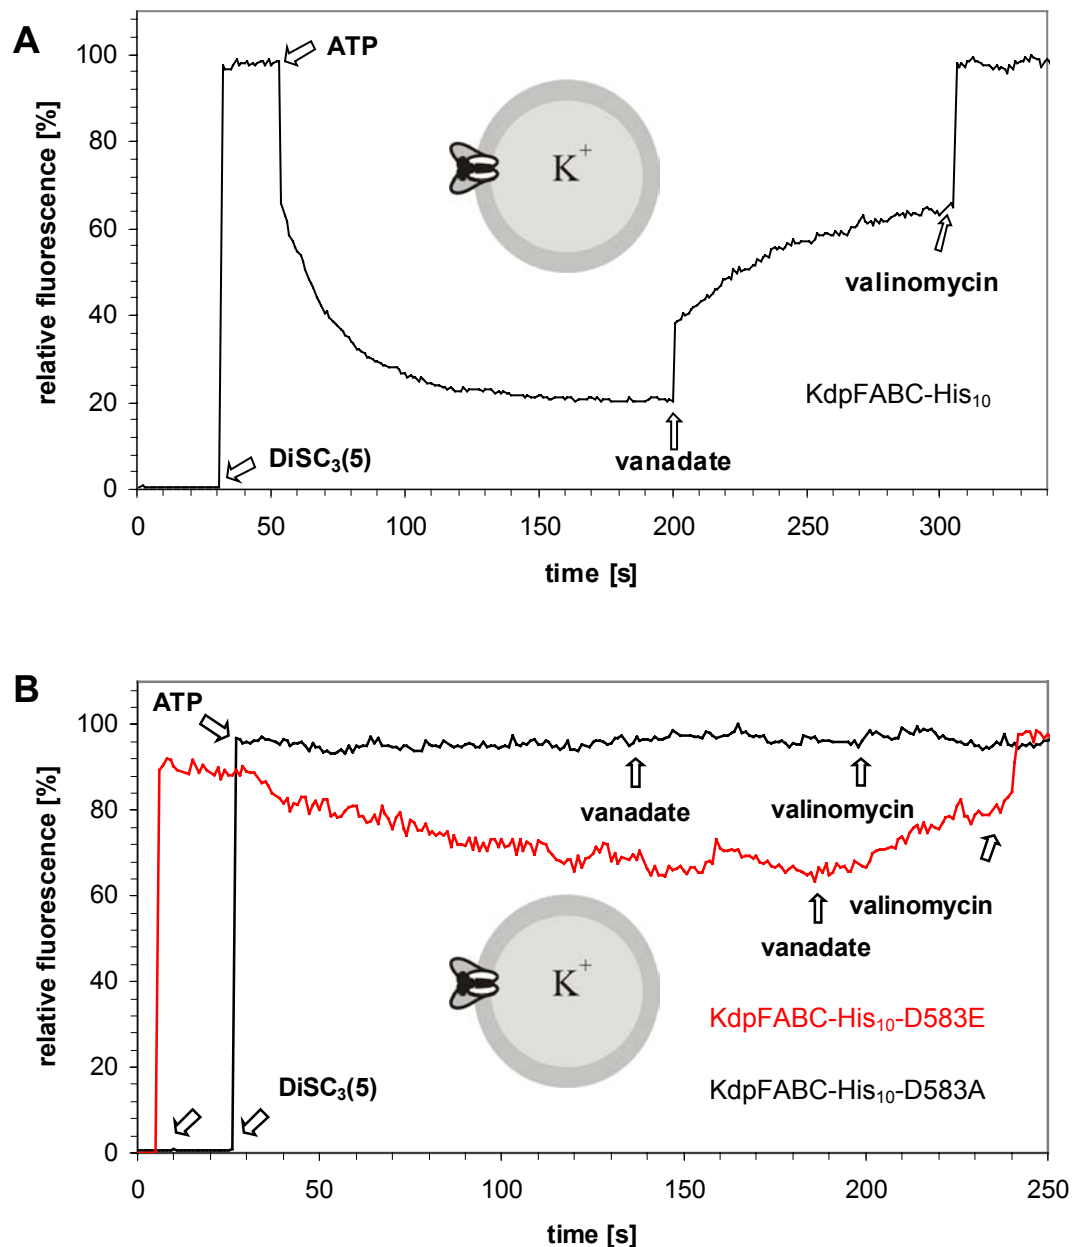 A
ATP
100
80
60
40
20
0
relative fluorescence [%]
K+
valinomycin
KdpFABC-His10
DiSC3(5)
vanadate
0 50 100 150 200 250 300
time [s]
B
ATP
100
80
60
40
20
0
relative fluorescence [%]
vanadate
valinomycin
valinomycin
vanadate
K+
KdpFABC-His10-D583E
DiSC3(5)
KdpFABC-His10-D583A
0 50 100 150 200 250
time [s]